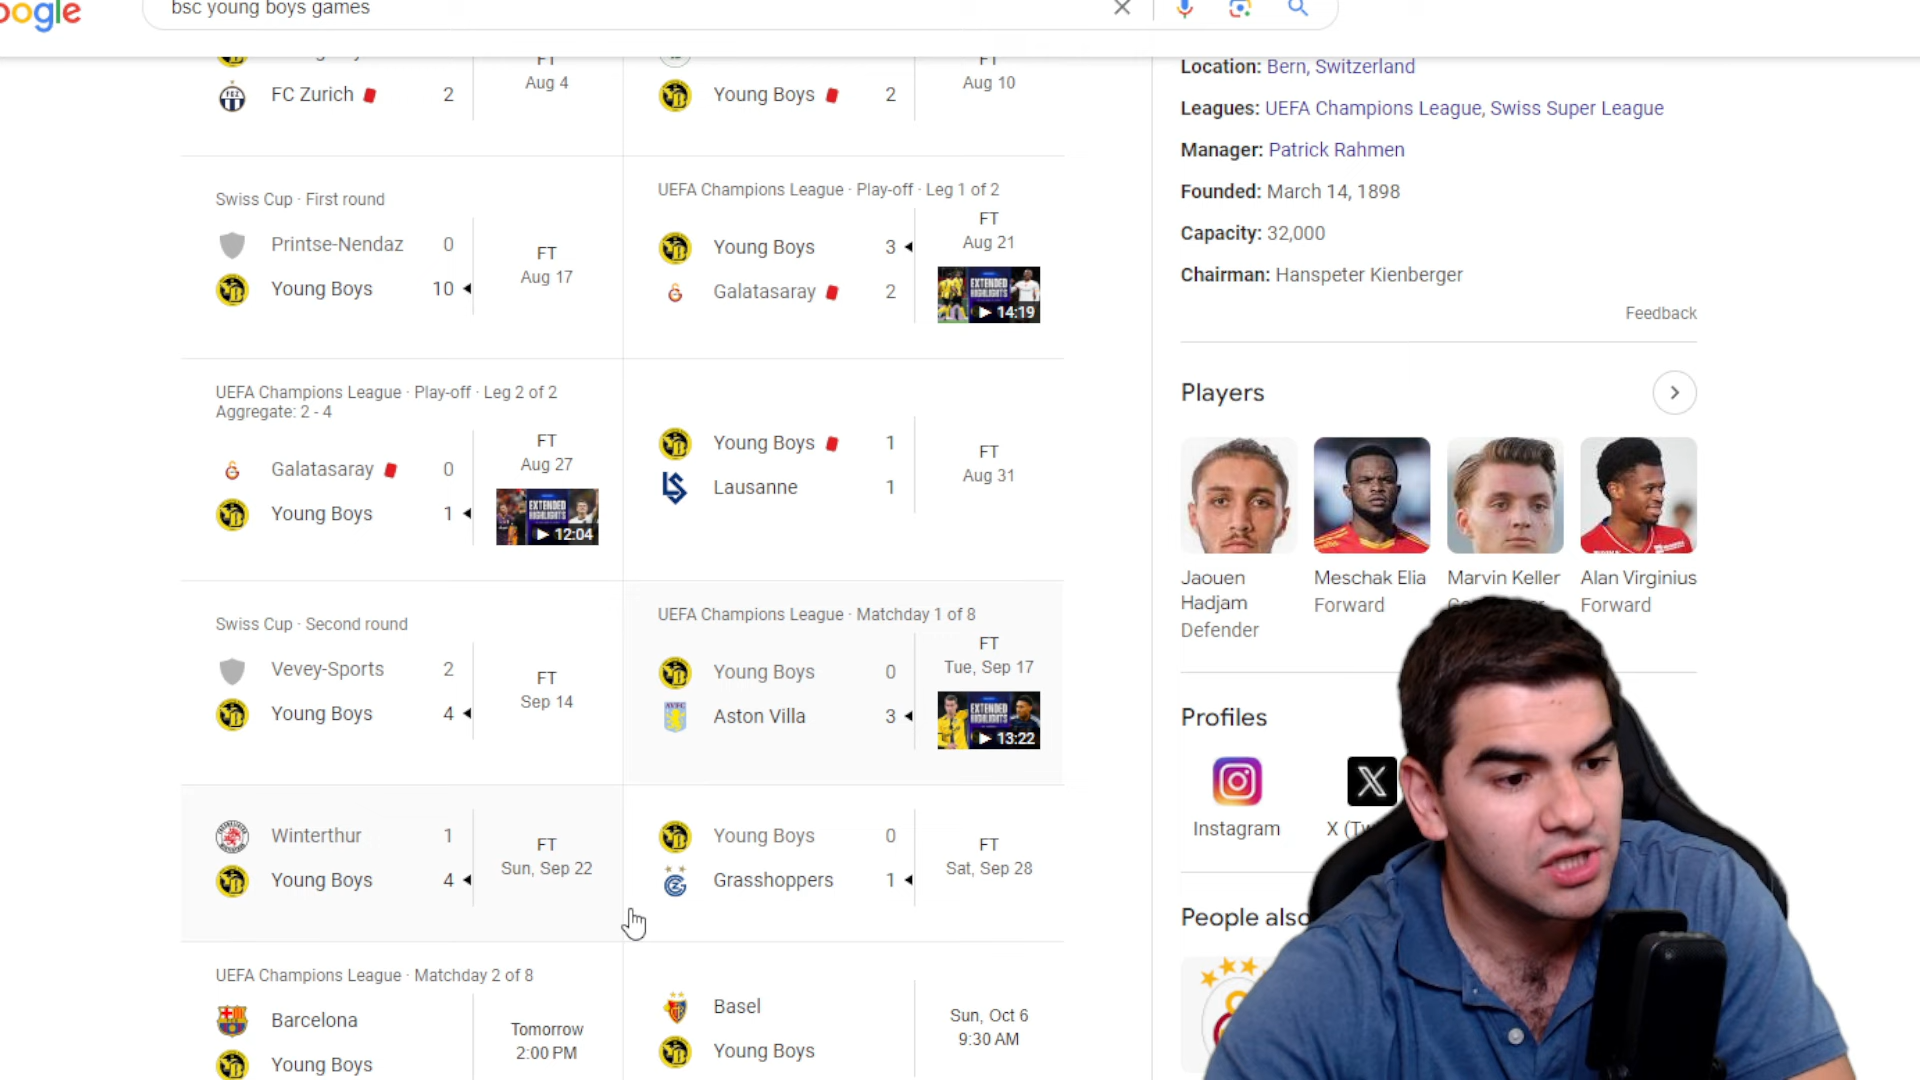 oogle
bsc young boys games
FT
Aug 4
FC Zurich 2
FT
Aug 10
Young Boys 2
Swiss Cup · First round
Printse-Nendaz 0
Young Boys 10
FT
Aug 17
UEFA Champions League · Play-off · Leg 1 of 2
Young Boys 3
Galatasaray 2
FT
Aug 21
EXTENDED
HIGHLIGHTS
14:19
UEFA Champions League · Play-off · Leg 2 of 2
Aggregate: 2 - 4
Galatasaray 0
Young Boys 1
FT
Aug 27
EXTENDED
HIGHLIGHTS
12:04
Young Boys 1
Lausanne 1
FT
Aug 31
Swiss Cup · Second round
Vevey-Sports 2
Young Boys 4
FT
Sep 14
UEFA Champions League · Matchday 1 of 8
Young Boys 0
Aston Villa 3
FT
Tue, Sep 17
EXTENDED
HIGHLIGHTS
13:22
Winterthur 1
Young Boys 4
FT
Sun, Sep 22
Young Boys 0
Grasshoppers 1
FT
Sat, Sep 28
UEFA Champions League · Matchday 2 of 8
Barcelona
Young Boys
Tomorrow
2:00 PM
Basel
Young Boys
Sun, Oct 6
9:30 AM
Location: Bern, Switzerland
Leagues: UEFA Champions League, Swiss Super League
Manager: Patrick Rahmen
Founded: March 14, 1898
Capacity: 32,000
Chairman: Hanspeter Kienberger
Feedback
Players
Jaouen
Hadjam
Defender
Meschak Elia
Forward
Marvin Keller
Alan Virginius
Forward
Profiles
Instagram
X (Tw
People also